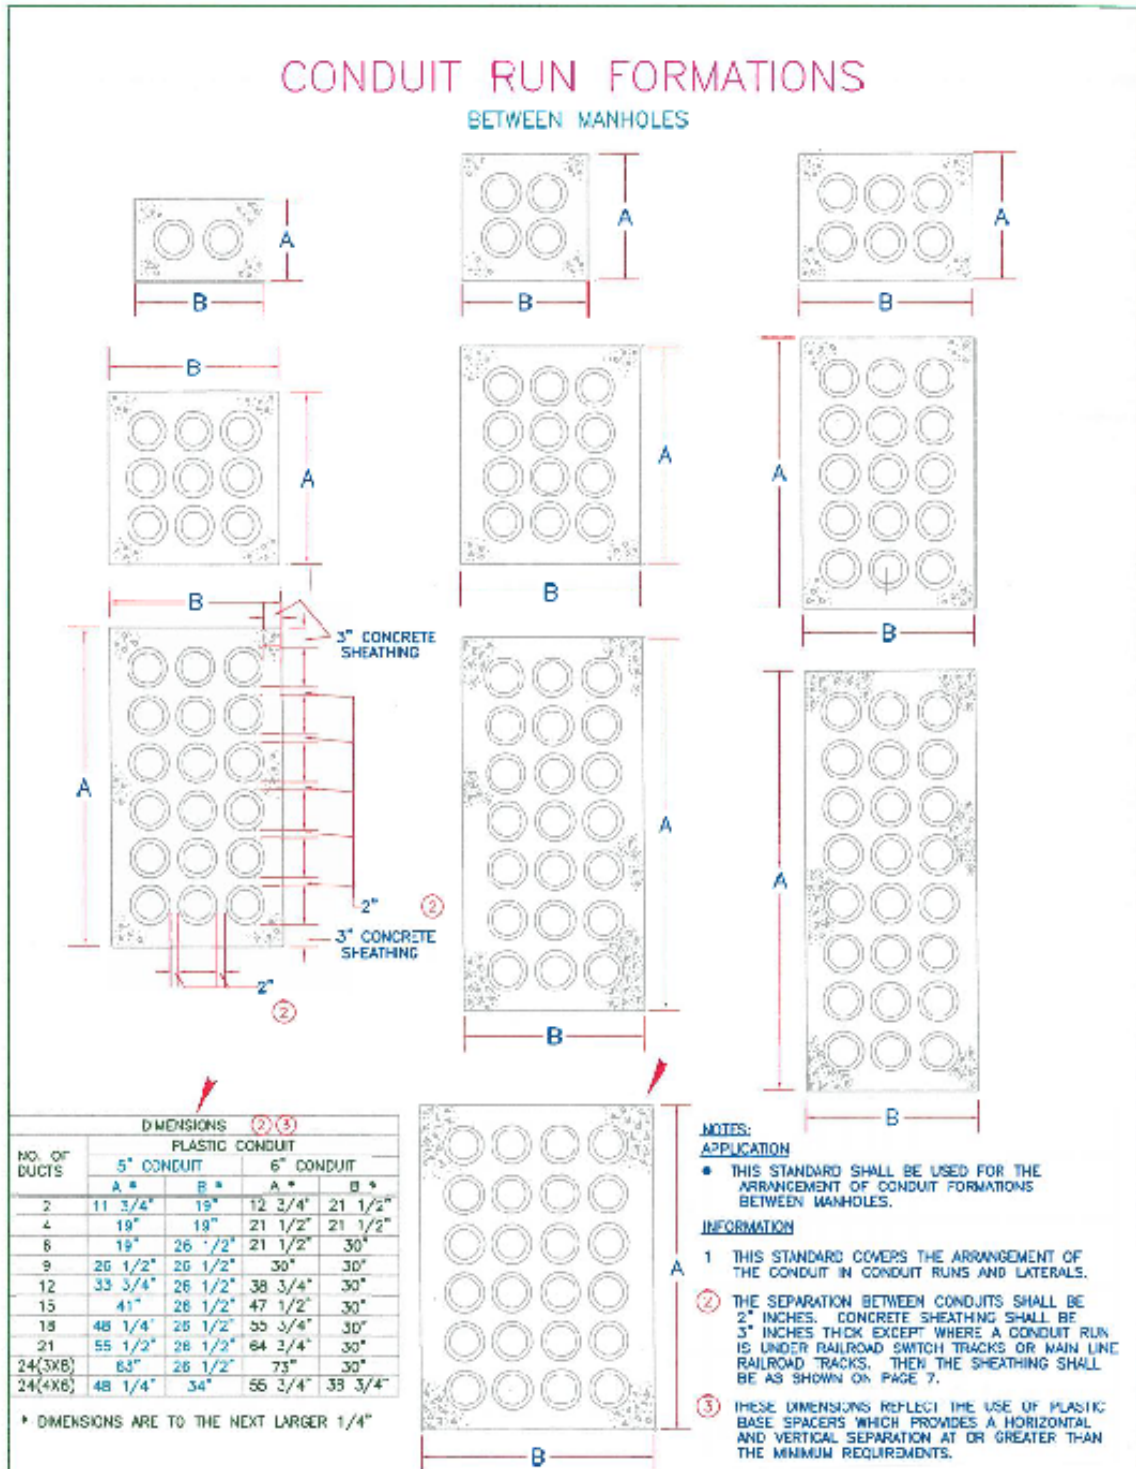 CONDUIT RUN FORMATIONS
BETWEEN MANHOLES
A
B
A
B
A
B
B
A
A
B
A
B
B
3" CONCRETE
SHEATHING
A
2"
2
3" CONCRETE
SHEATHING
2"
2
A
B
A
B
DIMENSIONS 2 3
NO. OF DUCTS PLASTIC CONDUIT
5" CONDUIT 6" CONDUIT
A * B * A * B *
2 11 3/4" 19" 12 3/4" 21 1/2"
4 19" 19" 21 1/2" 21 1/2"
6 19" 26 1/2" 21 1/2" 30"
9 26 1/2" 26 1/2" 30" 30"
12 33 3/4" 26 1/2" 38 3/4" 30"
15 41" 26 1/2" 47 1/2" 30"
18 48 1/4" 26 1/2" 55 3/4" 30"
21 55 1/2" 26 1/2" 64 3/4" 30"
24(3X8) 63" 26 1/2" 73" 30"
24(4X6) 48 1/4" 34" 55 3/4" 38 3/4"
* DIMENSIONS ARE TO THE NEXT LARGER 1/4"
A
B
NOTES:
APPLICATION
• THIS STANDARD SHALL BE USED FOR THE
ARRANGEMENT OF CONDUIT FORMATIONS
BETWEEN MANHOLES.
INFORMATION
1 THIS STANDARD COVERS THE ARRANGEMENT OF
THE CONDUIT IN CONDUIT RUNS AND LATERALS.
2 THE SEPARATION BETWEEN CONDUITS SHALL BE
2" INCHES. CONCRETE SHEATHING SHALL BE
3" INCHES THICK EXCEPT WHERE A CONDUIT RUN
IS UNDER RAILROAD SWITCH TRACKS OR MAIN LINE
RAILROAD TRACKS. THEN THE SHEATHING SHALL
BE AS SHOWN ON PAGE 7.
3 THESE DIMENSIONS REFLECT THE USE OF PLASTIC
BASE SPACERS WHICH PROVIDES A HORIZONTAL
AND VERTICAL SEPARATION AT OR GREATER THAN
THE MINIMUM REQUIREMENTS.